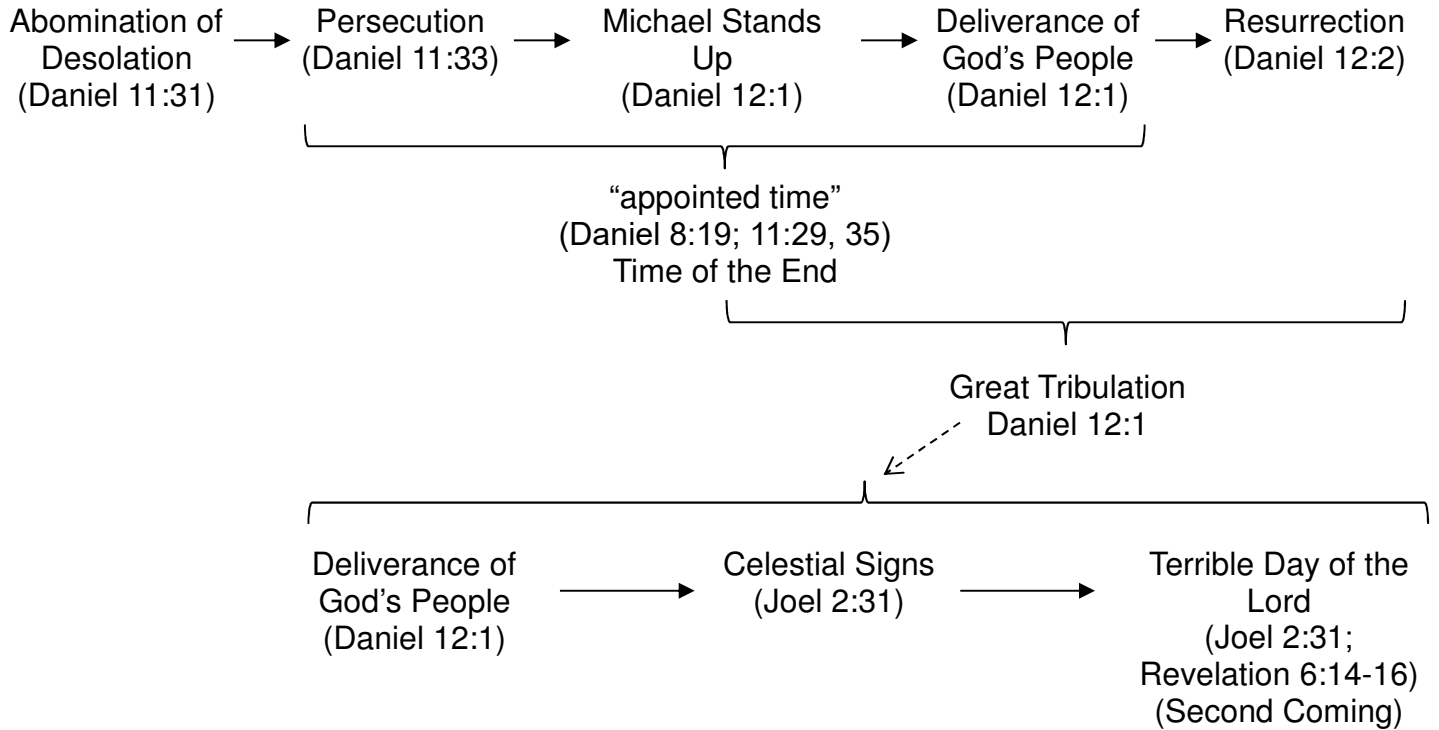 Abomination of
Desolation
(Daniel 11:31)
Persecution
(Daniel 11:33)
Michael Stands
Up
(Daniel 12:1)
Deliverance of
God’s People
(Daniel 12:1)
Resurrection
(Daniel 12:2)
“appointed time”
(Daniel 8:19; 11:29, 35)
Time of the End
Great Tribulation
Daniel 12:1
Deliverance of
God’s People
(Daniel 12:1)
Celestial Signs
(Joel 2:31)
Terrible Day of the
Lord
(Joel 2:31;
Revelation 6:14-16)
(Second Coming)